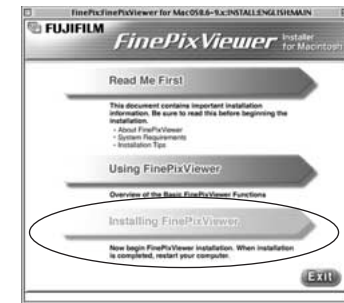 FinePix:FinePixViewer for MacOS8.6-9.x:INSTALL:ENGLISH:MAIN
FUJIFILM
FinePixViewer Installer for Macintosh
Read Me First
This document contains important installation
information. Be sure to read this before beginning the
installation.
- About FinePixViewer
- System Requirements
- Installation Tips
Using FinePixViewer
Overview of the Basic FinePixViewer Functions
Installing FinePixViewer
Now begin FinePixViewer installation. When installation
is completed, restart your computer.
Exit